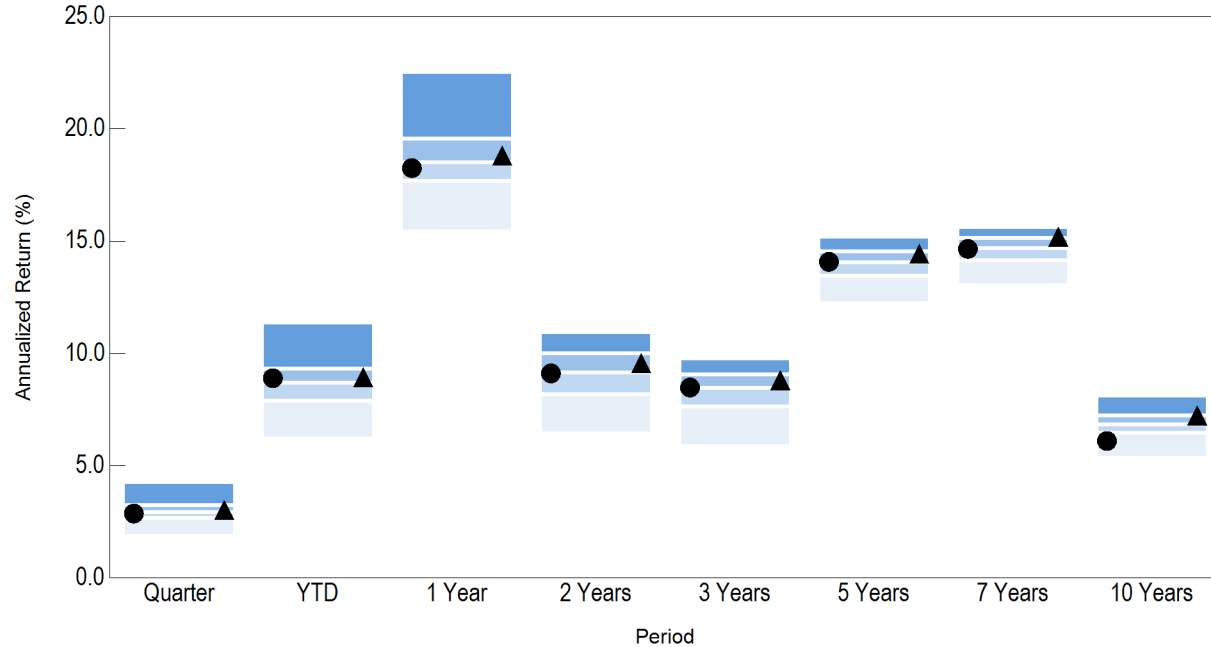 25.0
20.0
15.0
10.0
5.0
0.0
Annualized Return (%)
Quarter YTD 1 Year 2 Years 3 Years 5 Years 7 Years 10 Years
Period